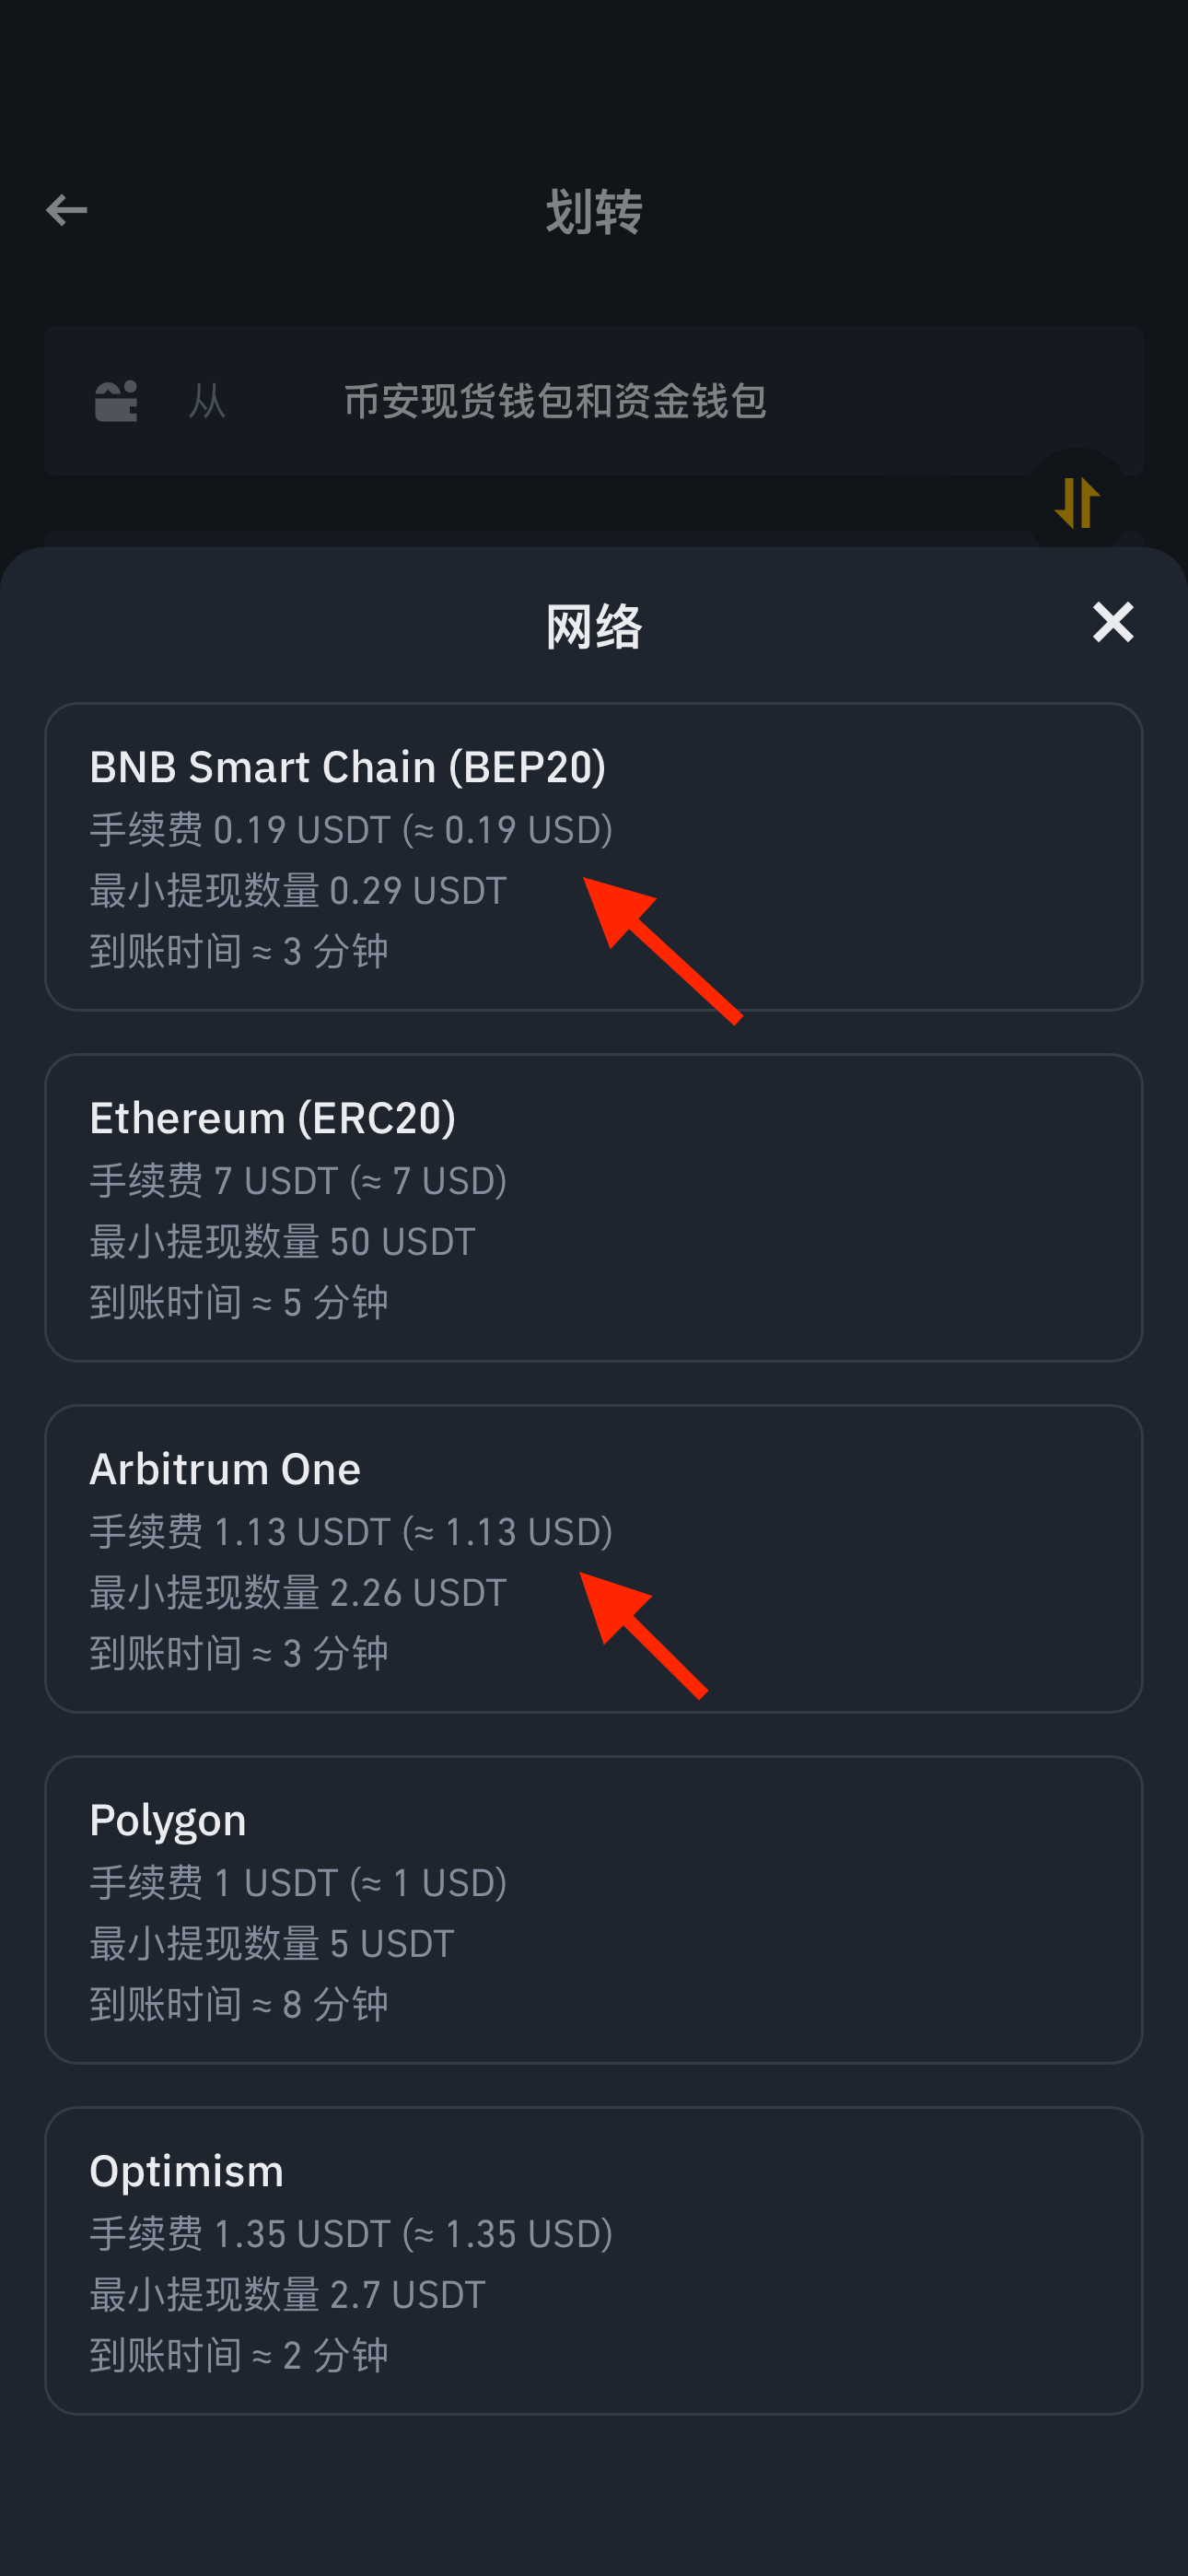 划转
从 币安现货钱包和资金钱包
网络
BNB Smart Chain (BEP20)
手续费 0.19 USDT (≈ 0.19 USD)
最小提现数量 0.29 USDT
到账时间 ≈ 3 分钟
Ethereum (ERC20)
手续费 7 USDT (≈ 7 USD)
最小提现数量 50 USDT
到账时间 ≈ 5 分钟
Arbitrum One
手续费 1.13 USDT (≈ 1.13 USD)
最小提现数量 2.26 USDT
到账时间 ≈ 3 分钟
Polygon
手续费 1 USDT (≈ 1 USD)
最小提现数量 5 USDT
到账时间 ≈ 8 分钟
Optimism
手续费 1.35 USDT (≈ 1.35 USD)
最小提现数量 2.7 USDT
到账时间 ≈ 2 分钟